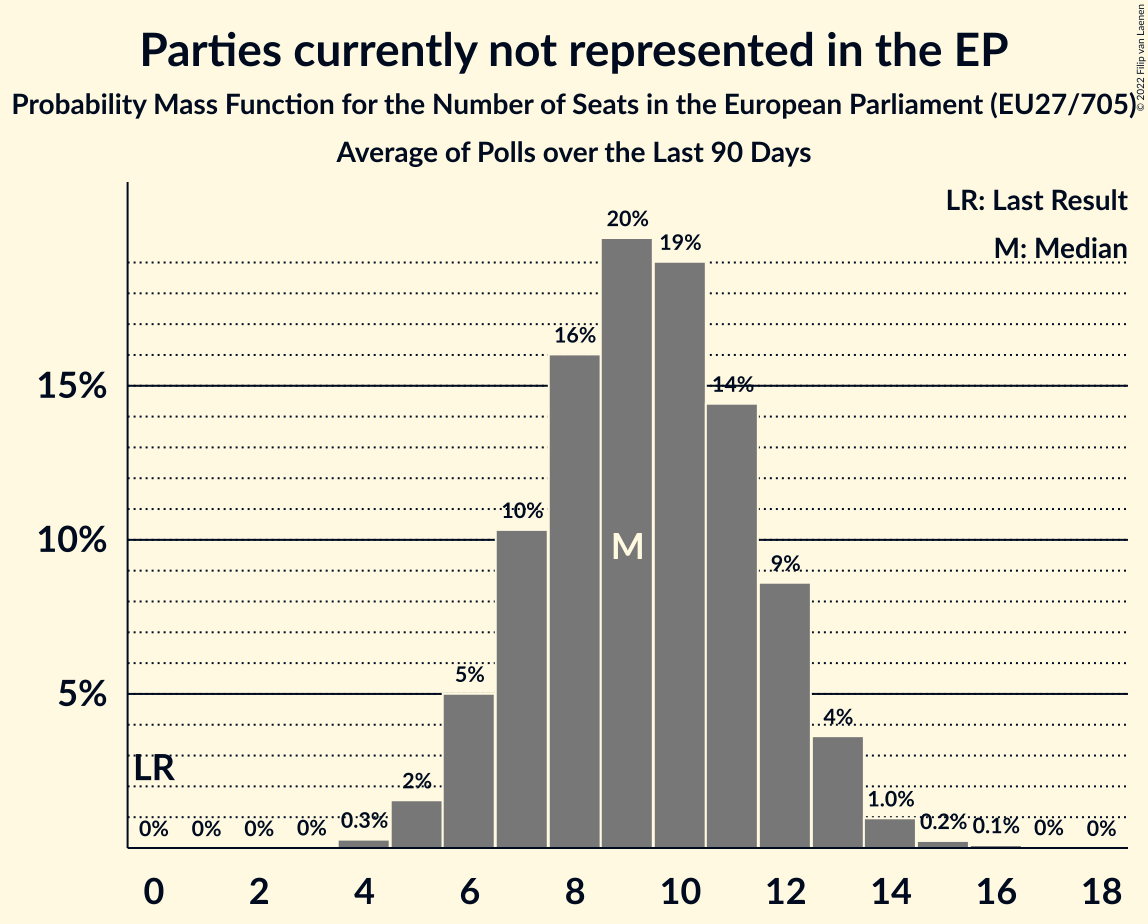 Parties currently not represented in the EP
Probability Mass Function for the Number of Seats in the European Parliament (EU27/705)
Average of Polls over the Last 90 Days
© 2022 Filip van Laenen
LR: Last Result
M: Median
20%
19%
16%
15%
14%
10%
10%
M
9%
5%
5%
4%
LR
2%
1.0%
0% 0% 0% 0% 0.3% 0.2% 0.1% 0% 0%
0 2 4 6 8 10 12 14 16 18